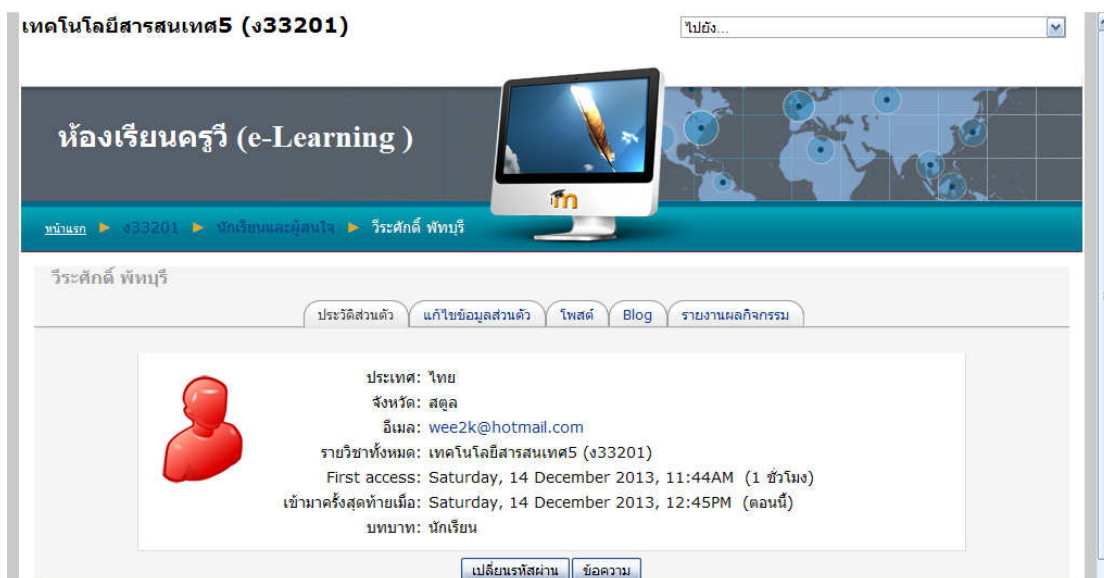 เทคโนโลยีสารสนเทศ5 (ง33201)
ไปยัง...
ห้องเรียนครูวี (e-Learning )
หน้าแรก ► ง33201 ► นักเรียนและผู้สนใจ ► วีระศักดิ์ พัทบุรี
วีระศักดิ์ พัทบุรี
ประวัติส่วนตัว แก้ไขข้อมูลส่วนตัว โพสต์ Blog รายงานผลกิจกรรม
ประเทศ: ไทย
จังหวัด: สตูล
อีเมล: wee2k@hotmail.com
รายวิชาทั้งหมด: เทคโนโลยีสารสนเทศ5 (ง33201)
First access: Saturday, 14 December 2013, 11:44AM (1 ชั่วโมง)
เข้ามาครั้งสุดท้ายเมื่อ: Saturday, 14 December 2013, 12:45PM (ตอนนี้)
บทบาท: นักเรียน
เปลี่ยนรหัสผ่าน ข้อความ